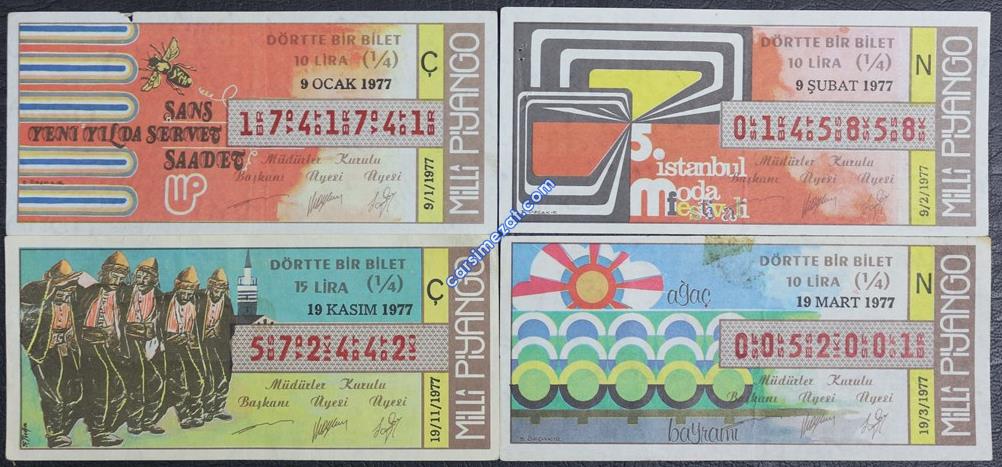 DÖRTTE BİR BİLET
10 LİRA (1/4)
9 OCAK 1977
Ç
ŞANS
YENİ YILDA SERVET
SAADET
1 7 4 1 7 4 1
Müdürler Kurulu
Başkanı Üyesi Üyesi
9/1/1977
MİLLİ PİYANGO
DÖRTTE BİR BİLET
10 LİRA (1/4)
9 ŞUBAT 1977
N
0 1 4 5 8 5 8
5. istanbul
moda
festivali
Müdürler Kurulu
Başkanı Üyesi Üyesi
9/2/1977
MİLLİ PİYANGO
DÖRTTE BİR BİLET
15 LİRA (1/4)
19 KASIM 1977
Ç
5 7 2 4 4 2
Müdürler Kurulu
Başkanı Üyesi Üyesi
19/11/1977
MİLLİ PİYANGO
DÖRTTE BİR BİLET
10 LİRA (1/4)
19 MART 1977
N
ağaç
0 0 5 2 0 0 1
bayramı
Müdürler Kurulu
Başkanı Üyesi Üyesi
19/3/1977
MİLLİ PİYANGO
Carsimezat.com